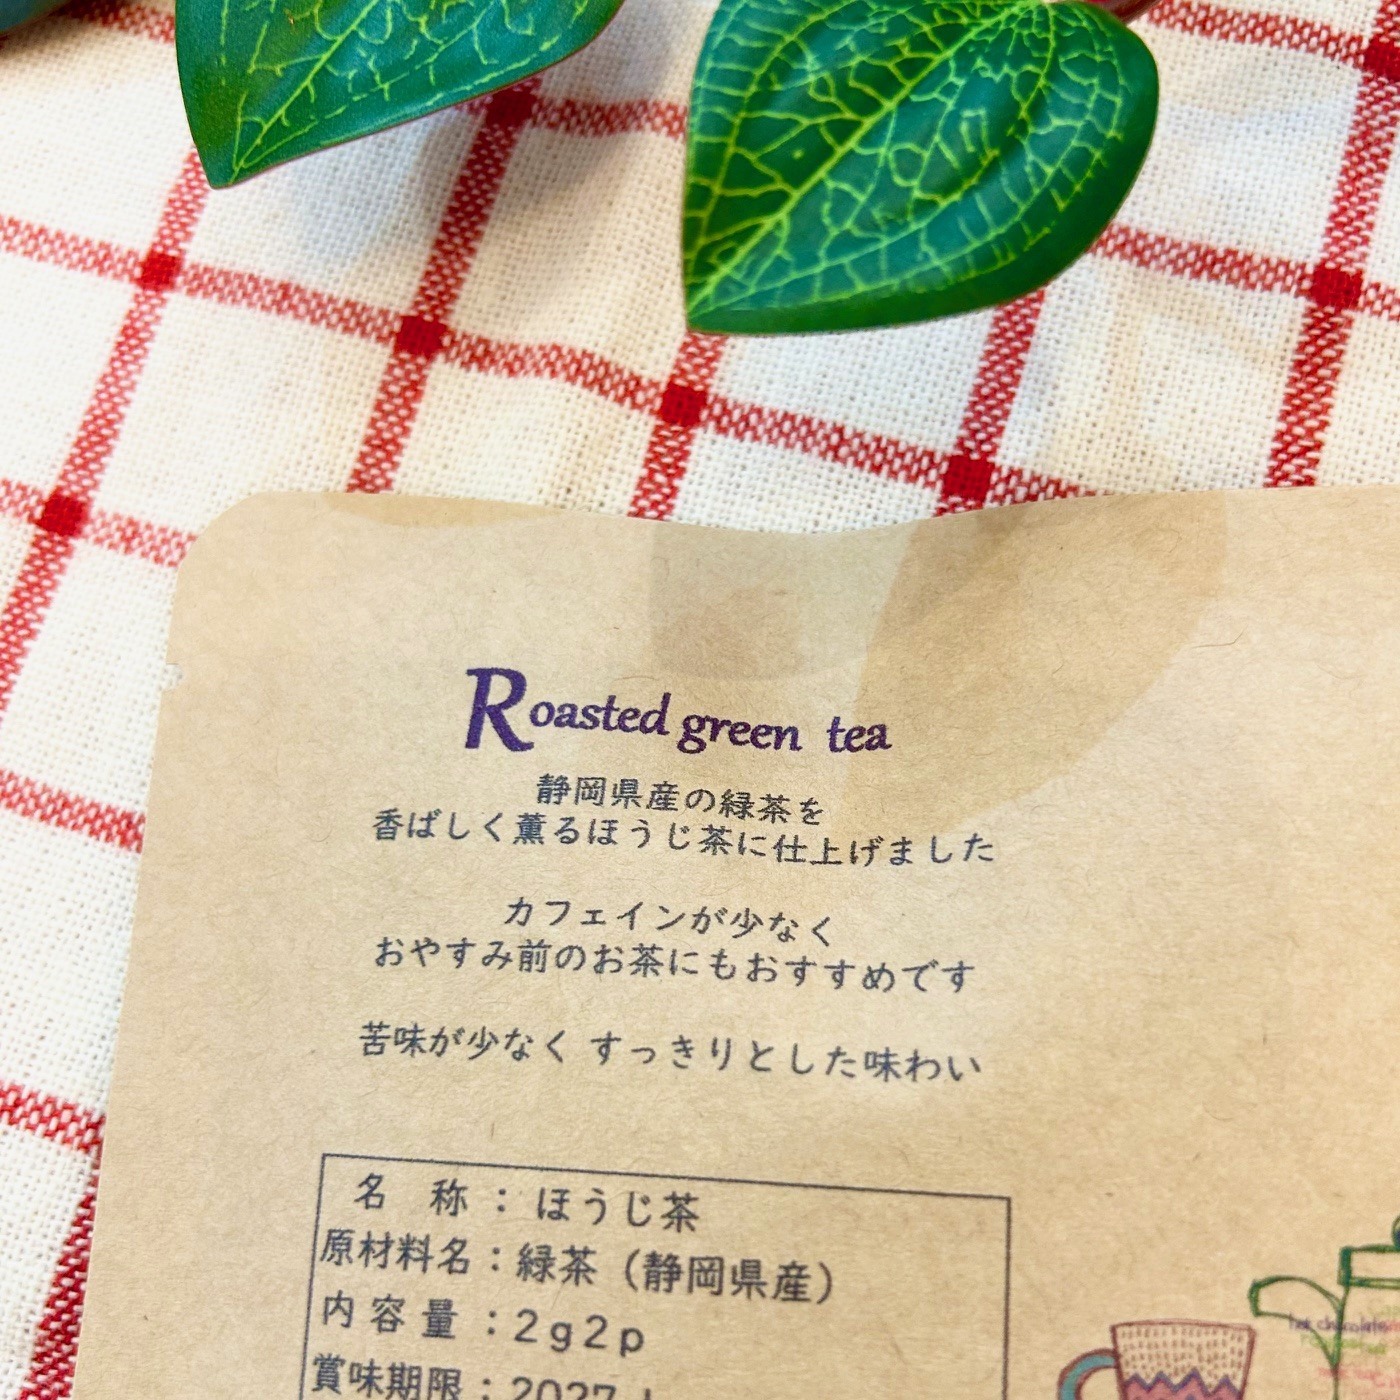 Roasted green tea
静岡県産の緑茶を
香ばしく薫るほうじ茶に仕上げました
カフェインが少なく
おやすみ前のお茶にもおすすめです
苦味が少なく すっきりとした味わい
名 称 : ほうじ茶
原材料名:緑茶(静岡県産)
内容量:2g2p
賞味期限:2027
hot chocolate